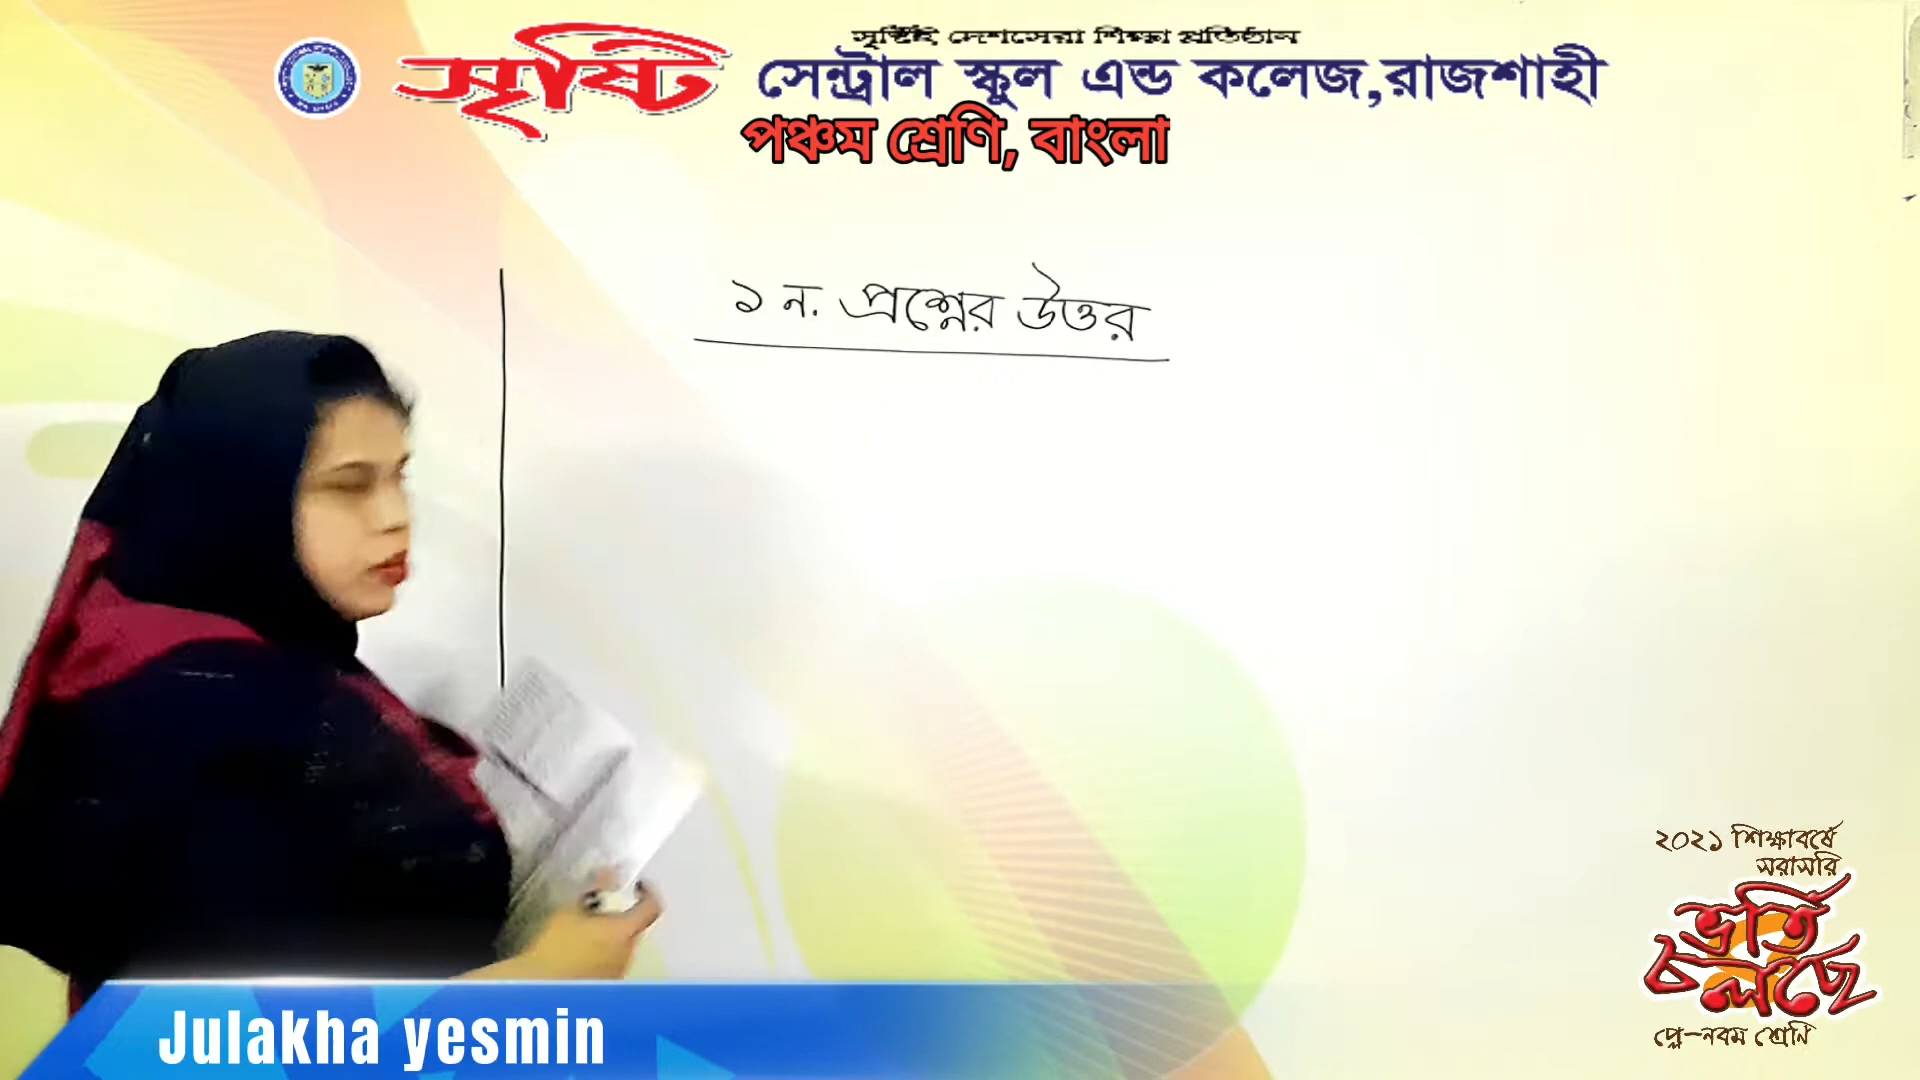 সৃষ্টিই দেশসেরা শিক্ষা প্রতিষ্ঠান
সৃষ্টি সেন্ট্রাল স্কুল এন্ড কলেজ,রাজশাহী
পঞ্চম শ্রেণি, বাংলা
১ ন. প্রশ্নের উত্তর
২০২১ শিক্ষাবর্ষে
সরাসরি
ভর্তি
চলছে
প্লে-নবম শ্রেণি
Julakha yesmin